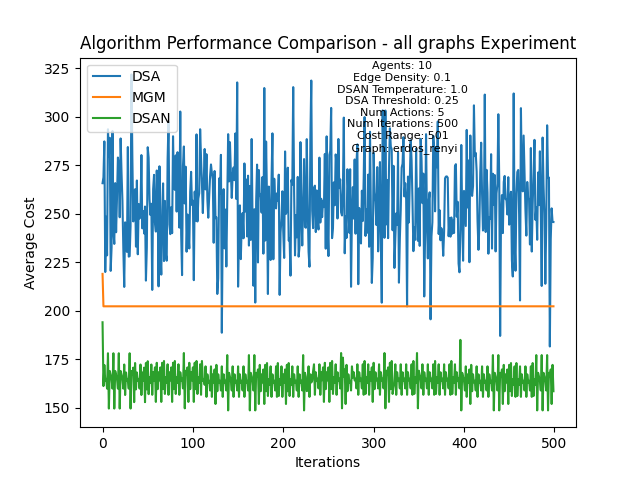 Algorithm Performance Comparison - all graphs Experiment
Agents: 10
Edge Density: 0.1
DSAN Temperature: 1.0
DSA Threshold: 0.25
Num Actions: 5
Num Iterations: 500
Cost Range: 501
Graph: erdos_renyi
DSA
MGM
DSAN
Average Cost
325
300
275
250
225
200
175
150
0
100
200
300
400
500
Iterations